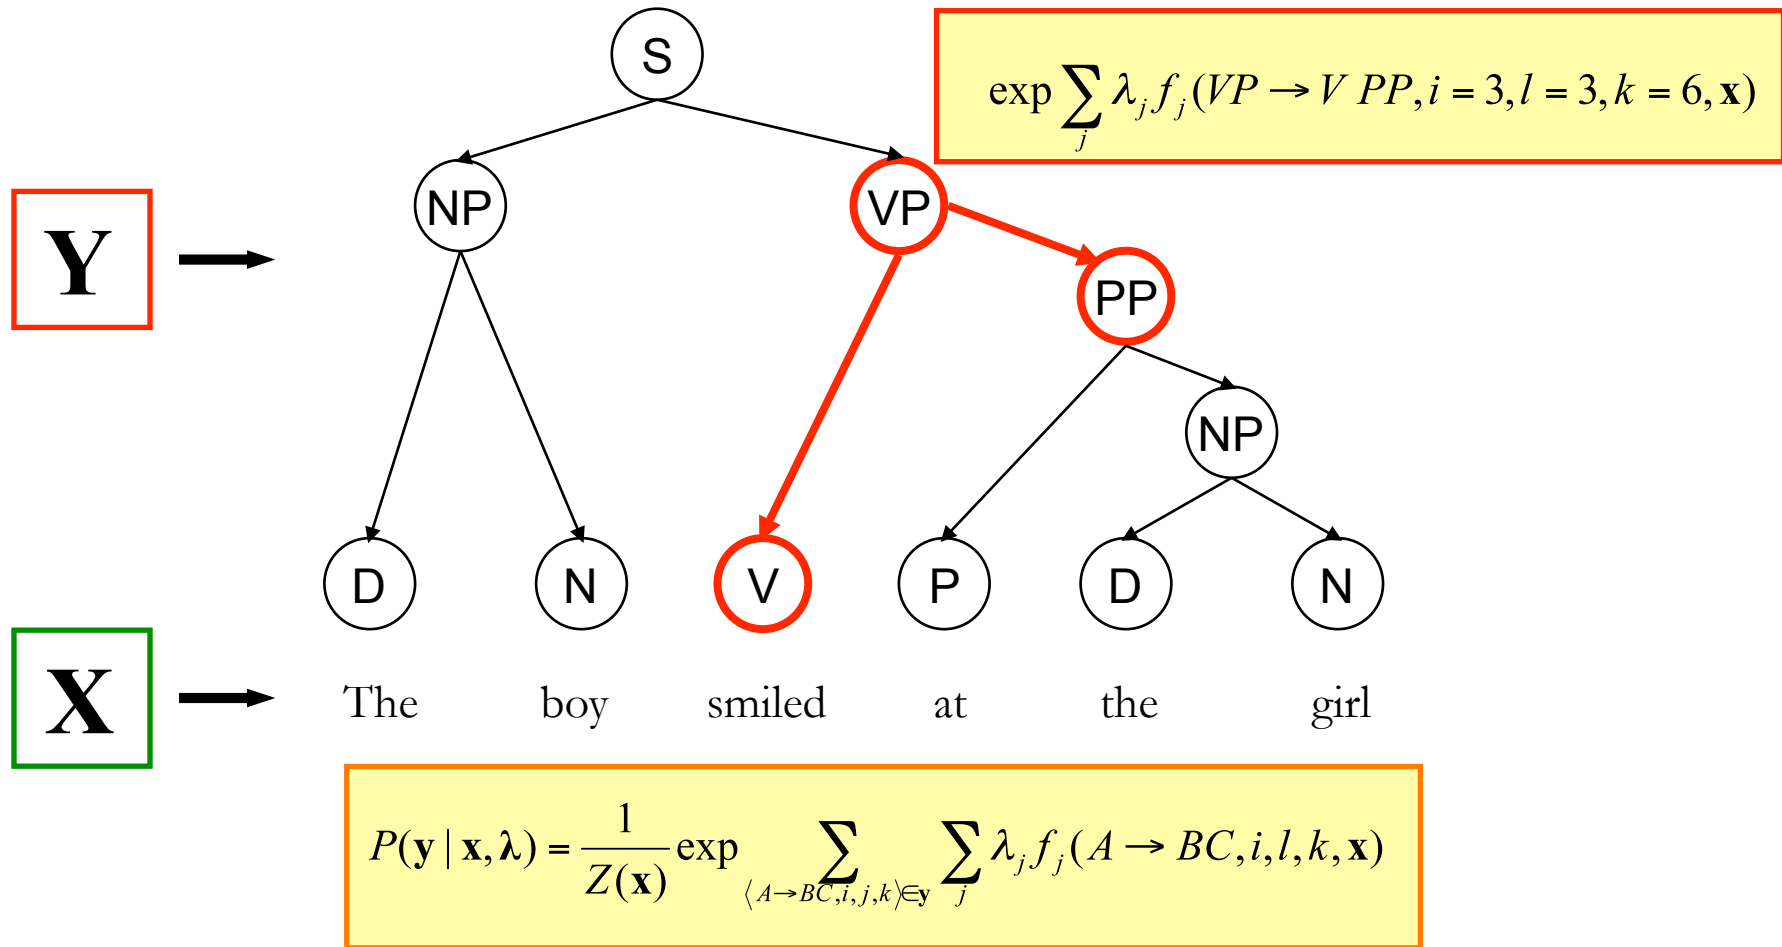 S
exp ∑_j λ_j f_j(VP → V PP, i = 3, l = 3, k = 6, x)
NP VP
Y
PP
NP
D N V P D N
X The boy smiled at the girl
P(y | x, λ) = 1/Z(x) exp ∑_{⟨A→BC,i,j,k⟩∈y} ∑_j λ_j f_j(A → BC, i, l, k, x)